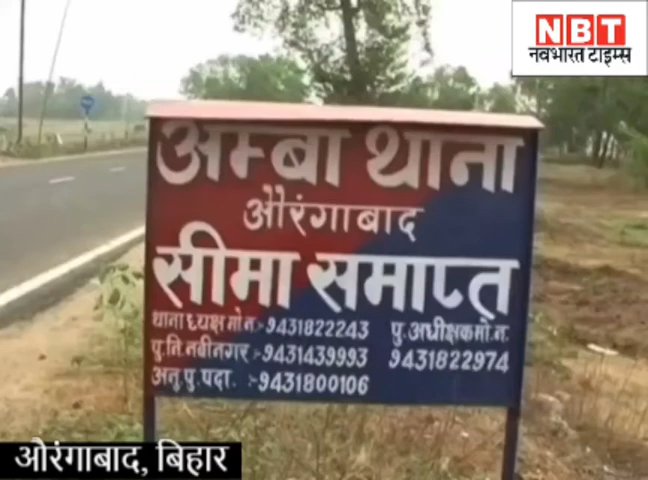 NBT
नवभारत टाइम्स
अम्बा थाना
औरंगाबाद
सीमा समाप्त
थानाध्यक्ष मो.न.:-9431822243 पु.अधीक्षक मो.न.
पु.नि.नबीनगर :-9431439993 9431822974
अनु.पु.पदा. :-9431800106
औरंगाबाद, बिहार